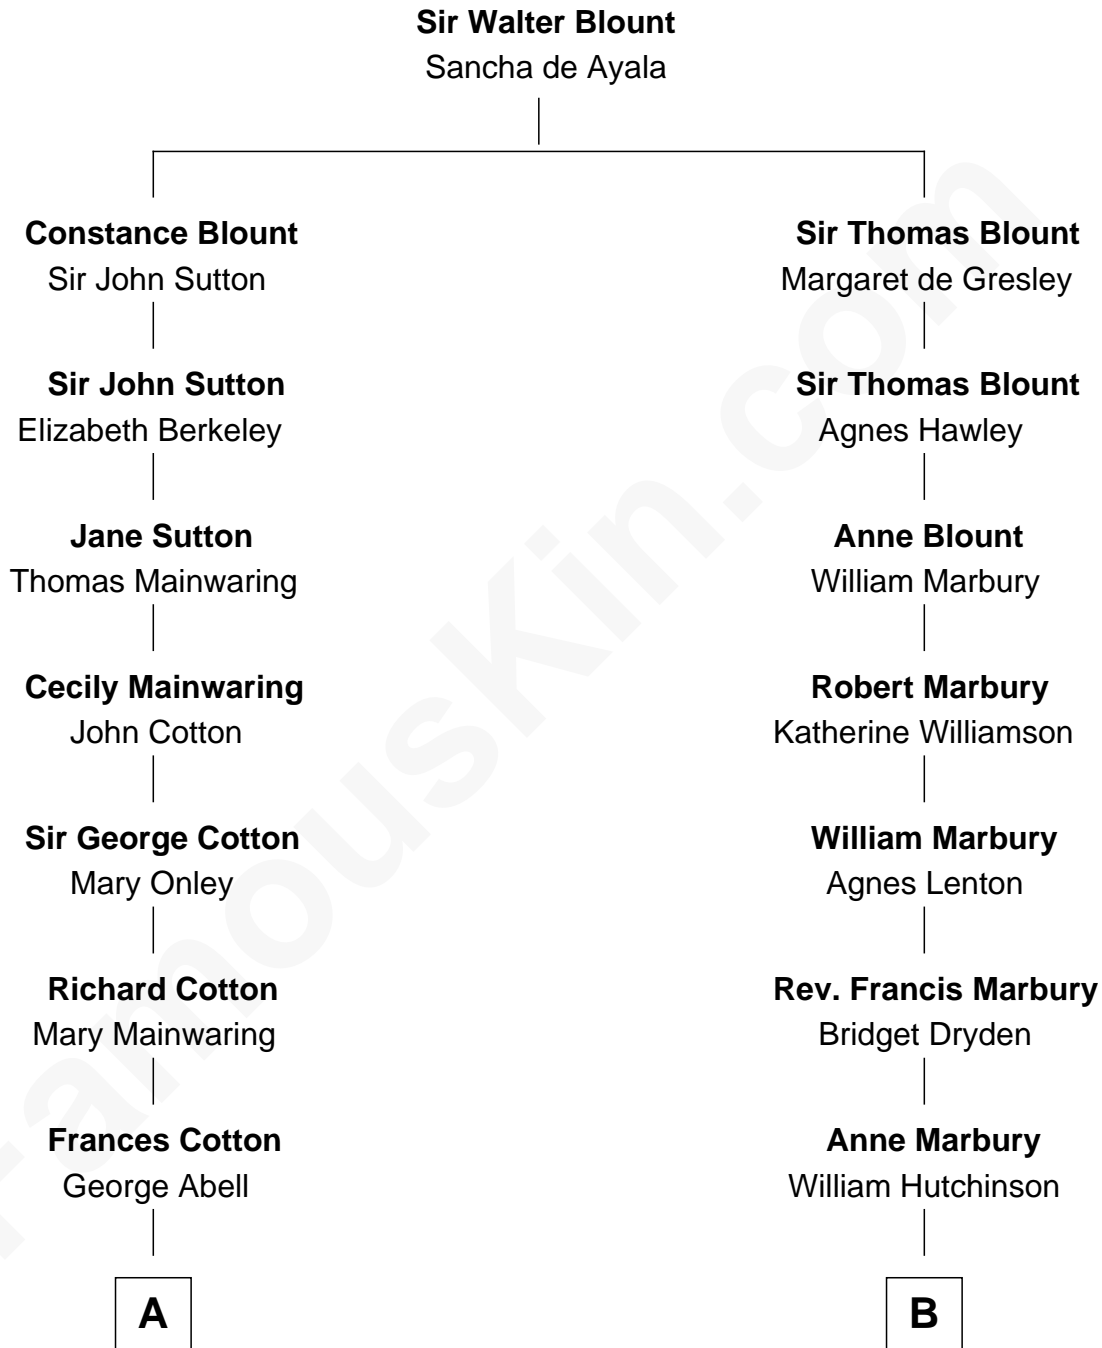 Sir Walter Blount
Sancha de Ayala
Constance Blount
Sir John Sutton
Sir Thomas Blount
Margaret de Gresley
Sir John Sutton
Elizabeth Berkeley
Sir Thomas Blount
Agnes Hawley
Jane Sutton
Thomas Mainwaring
Anne Blount
William Marbury
Cecily Mainwaring
John Cotton
Robert Marbury
Katherine Williamson
Sir George Cotton
Mary Onley
William Marbury
Agnes Lenton
Richard Cotton
Mary Mainwaring
Rev. Francis Marbury
Bridget Dryden
Frances Cotton
George Abell
Anne Marbury
William Hutchinson
A
B
FamousKin.com